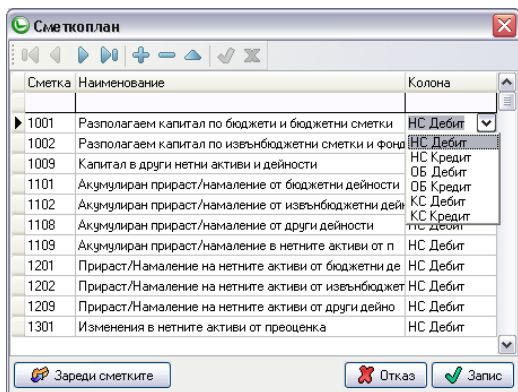 Сметкоплан
Сметка Наименование Колона
1001 Разполагаем капитал по бюджети и бюджетни сметки НС Дебит
1002 Разполагаем капитал по извънбюджетни сметки и фонд
1009 Капитал в други нетни активи и дейности
1101 Акумулиран прираст/намаление от бюджетни дейности
1102 Акумулиран прираст/намаление от извънбюджетни дейн
1108 Акумулиран прираст/намаление от други дейности НС Дебит
1109 Акумулиран прираст/намаление в нетните активи от п НС Дебит
1201 Прираст/Намаление на нетните активи от бюджетни де НС Дебит
1202 Прираст/Намаление на нетните активи от извънбюджет НС Дебит
1209 Прираст/Намаление на нетните активи от други дейно НС Дебит
1301 Изменения в нетните активи от преоценка НС Дебит
НС Дебит
НС Кредит
ОБ Дебит
ОБ Кредит
КС Дебит
КС Кредит
Зареди сметките Отказ Запис